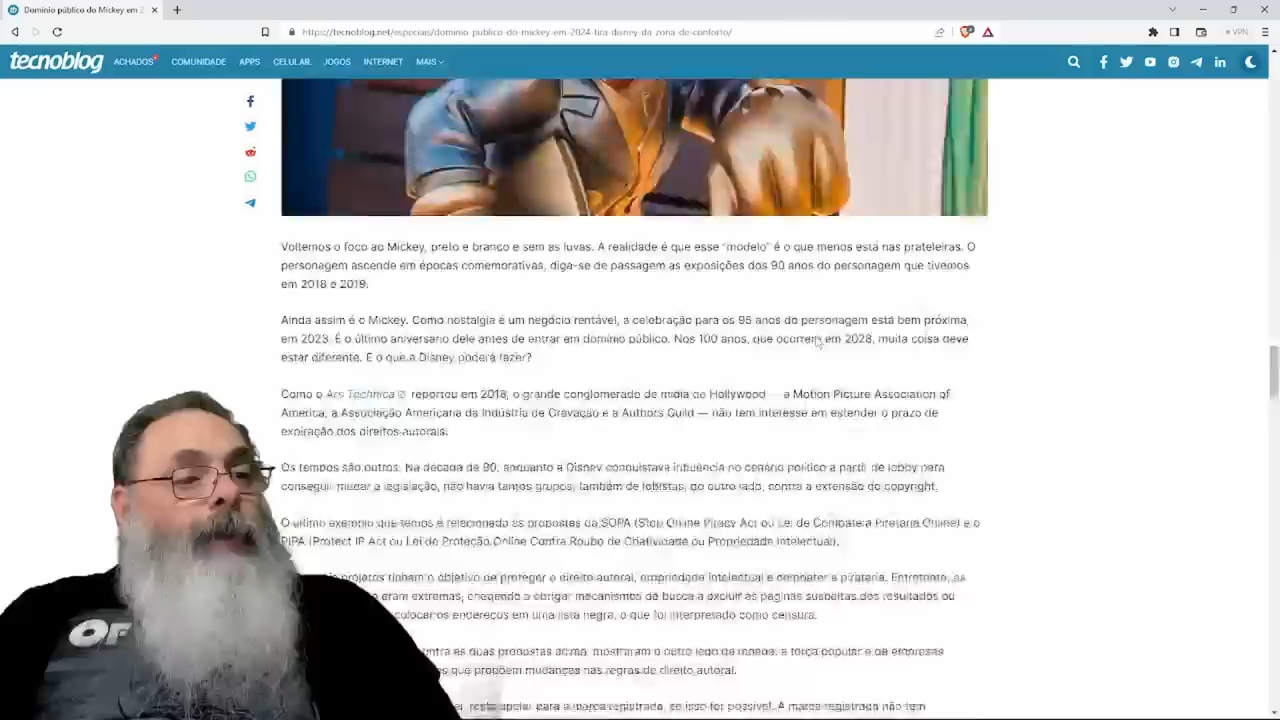 Domínio público do Mickey em 2
https://tecnoblog.net/especiais/dominio-publico-do-mickey-em-2024-tira-disney-da-zona-de-conforto/
VPN
tecnoblog
ACHADOS COMUNIDADE APPS CELULAR JOGOS INTERNET MAIS
Voltemos o foco ao Mickey, preto e branco e sem as luvas. A realidade é que esse "modelo" é o que menos está nas prateleiras. O
personagem ascende em épocas comemorativas, diga-se de passagem as exposições dos 90 anos do personagem que tivemos
em 2018 e 2019.
Ainda assim é o Mickey. Como nostalgia é um negócio rentável, a celebração para os 95 anos do personagem está bem próxima,
em 2023. É o último aniversário dele antes de entrar em domínio público. Nos 100 anos, que ocorrem em 2028, muita coisa deve
estar diferente. E o que a Disney poderá fazer?
Como o Ars Technica reportou em 2018, o grande conglomerado de mídia de Hollywood — a Motion Picture Association of
America, a Associação Americana da Indústria de Gravação e a Authors Guild — não tem interesse em estender o prazo de
expiração dos direitos autorais.
Os tempos são outros. Na década de 90, enquanto a Disney conquistava influência no cenário político a partir de lobby para
conseguir mudar a legislação, não havia tantos grupos, também de lobistas, do outro lado, contra a extensão do copyright.
O último exemplo que temos é relacionado às propostas da SOPA (Stop Online Piracy Act ou Lei de Combate à Pirataria Online) e o
PIPA (Protect IP Act ou Lei de Proteção Online Contra Roubo de Criatividade ou Propriedade Intelectual).
projetos tinham o objetivo de proteger o direito autoral, propriedade intelectual e combater a pirataria. Entretanto, as
eram extremas, chegando a obrigar mecanismos de busca a excluir as páginas suspeitas dos resultados ou
colocar os endereços em uma lista negra, o que foi interpretado como censura.
as duas propostas acima, mostraram o outro lado da moeda: a força popular e de empresas
que propõem mudanças nas regras de direito autoral.
para a marca registrada, se isso for possível. A marca registrada não tem
OF